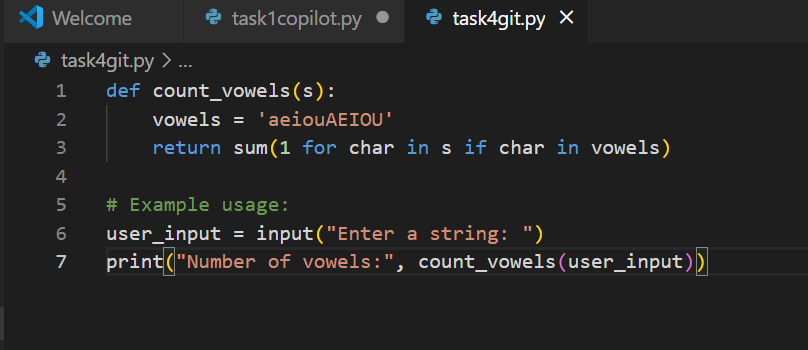 Welcome task1copilot.py task4git.py
task4git.py > ...
1 def count_vowels(s):
2     vowels = 'aeiouAEIOU'
3     return sum(1 for char in s if char in vowels)
4
5 # Example usage:
6 user_input = input("Enter a string: ")
7 print("Number of vowels:", count_vowels(user_input))